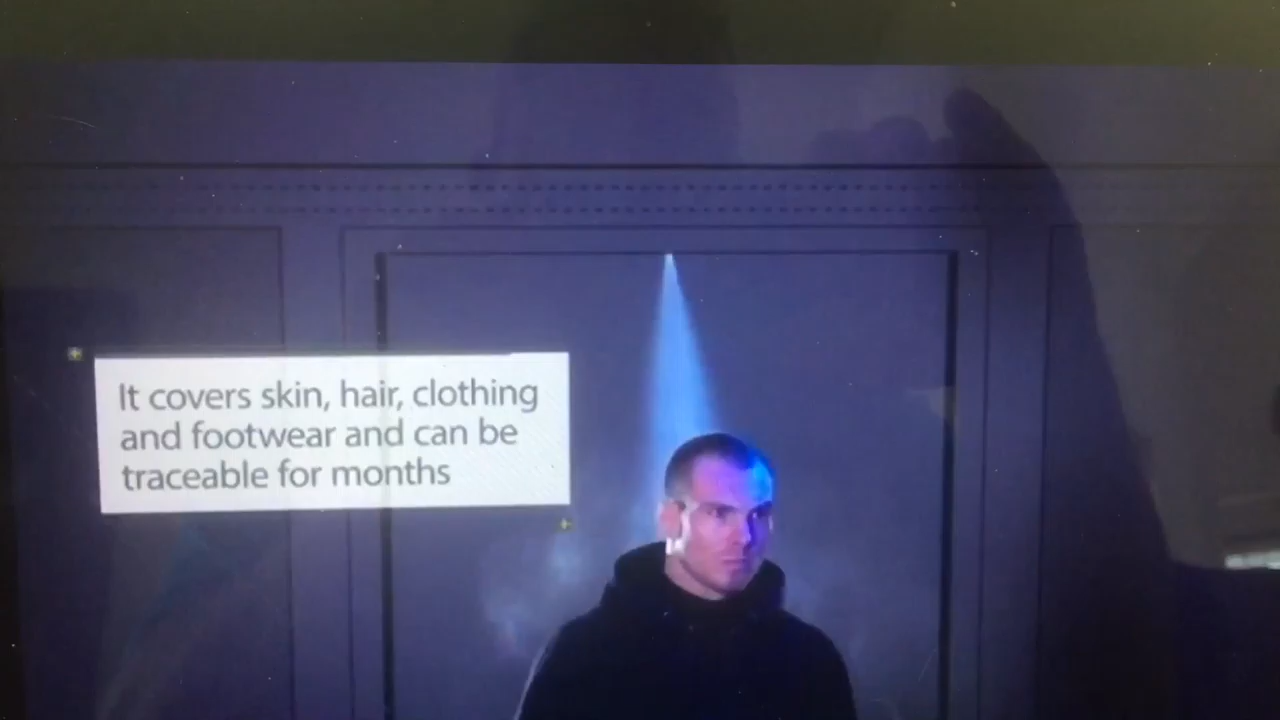 It covers skin, hair, clothing
and footwear and can be
traceable for months